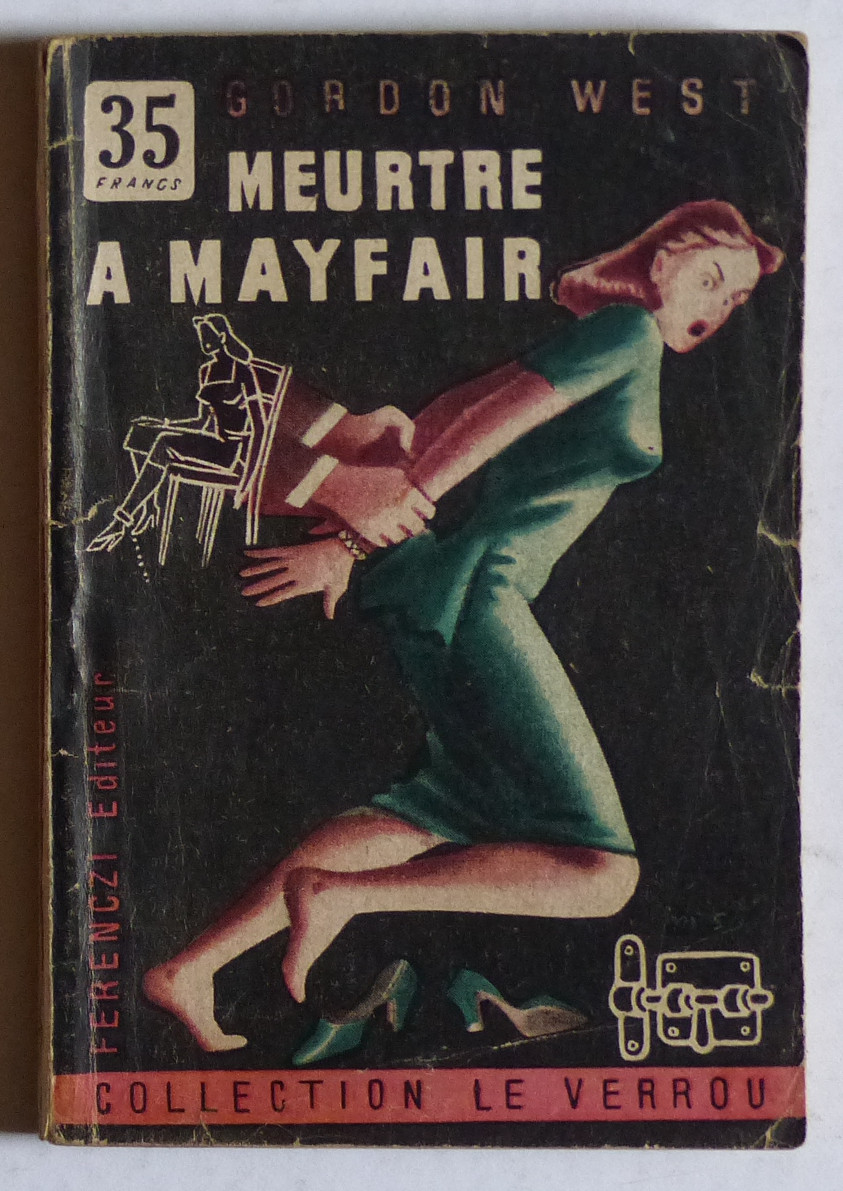 35
FRANCS
GORDON WEST
MEURTRE
A MAYFAIR
FERENCZI Editeur
COLLECTION LE VERROU